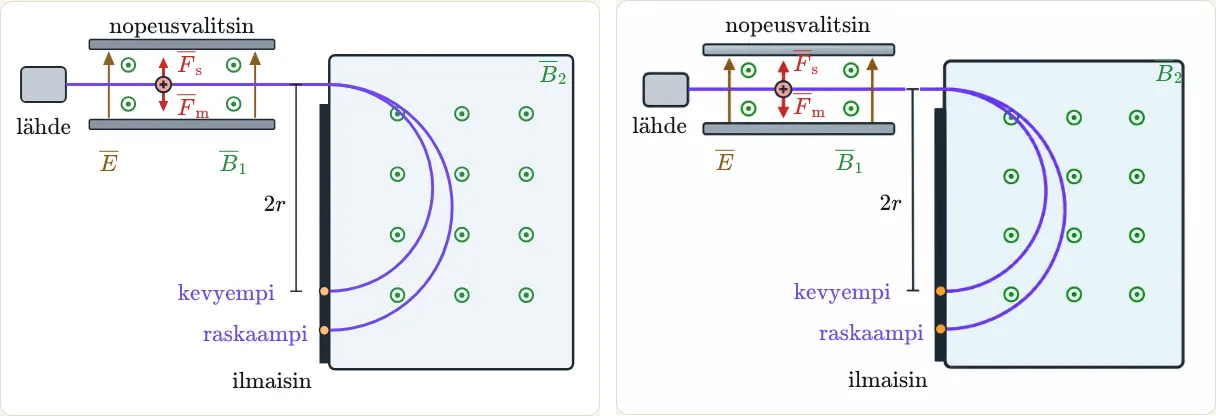 nopeusvalitsin
F̅s
B̅2
F̅m
lähde
E̅
B̅1
2r
kevyempi
raskaampi
ilmaisin
nopeusvalitsin
F̅s
B̅2
F̅m
lähde
E̅
B̅1
2r
kevyempi
raskaampi
ilmaisin